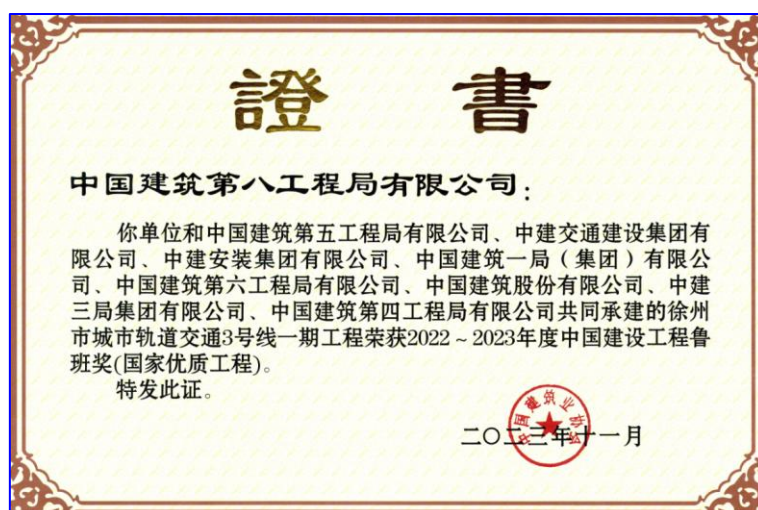 證書
中国建筑第八工程局有限公司：
你单位和中国建筑第五工程局有限公司、中建交通建设集团有
限公司、中建安装集团有限公司、中国建筑一局（集团）有限公
司、中国建筑第六工程局有限公司、中国建筑股份有限公司、中建
三局集团有限公司、中国建筑第四工程局有限公司共同承建的徐州
市城市轨道交通3号线一期工程荣获2022～2023年度中国建设工程鲁
班奖(国家优质工程)。
特发此证。
中国建筑业协会
二〇二三年十一月